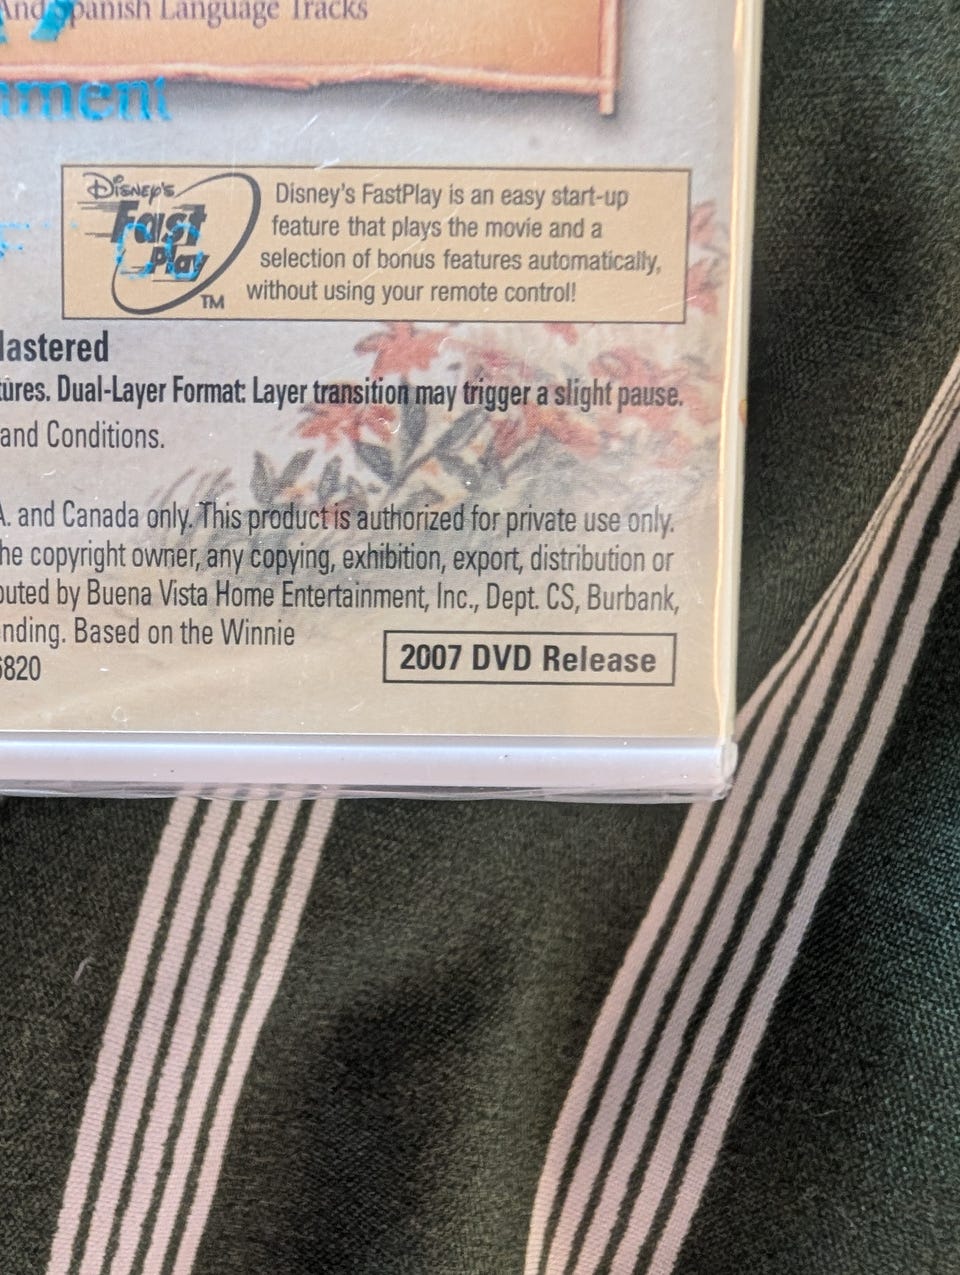 And Spanish Language Tracks
DISNEY'S
Fast
Play
TM
Disney's FastPlay is an easy start-up
feature that plays the movie and a
selection of bonus features automatically,
without using your remote control!
Mastered
tures. Dual-Layer Format: Layer transition may trigger a slight pause.
and Conditions.
A. and Canada only. This product is authorized for private use only.
he copyright owner, any copying, exhibition, export, distribution or
buted by Buena Vista Home Entertainment, Inc., Dept. CS, Burbank,
nding. Based on the Winnie
6820
2007 DVD Release